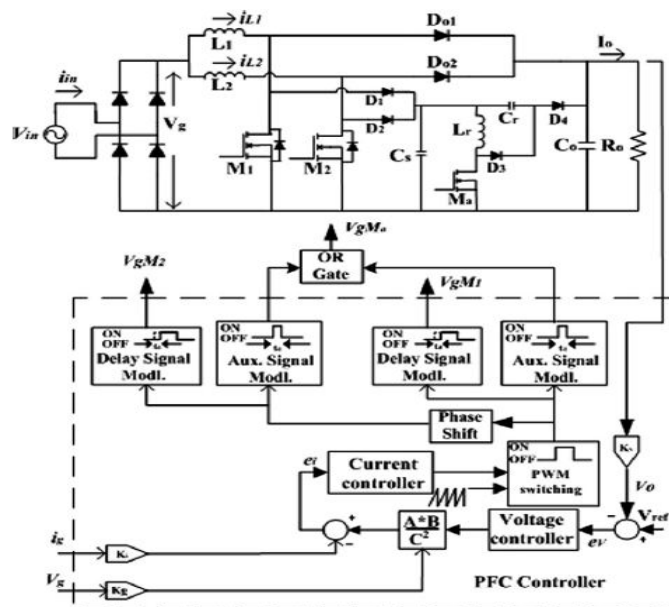 iL1
L1
Do1
iL2
L2
Do2
Io
iin
Vin
Vg
D1
D2
Lr
Cr
D4
D3
Cs
Co
Ro
M1
M2
Ma
VgMa
VgM2
OR
Gate
VgM1
ON
OFF
Delay Signal
Modl.
ON
OFF
Aux. Signal
Modl.
ON
OFF
Delay Signal
Modl.
ON
OFF
Aux. Signal
Modl.
Phase
Shift
ON
OFF
PWM
switching
Current
controller
ei
Vo
Vref
-
+
+
-
A*B
C2
Voltage
controller
eV
ig
Vg
Kg
PFC Controller